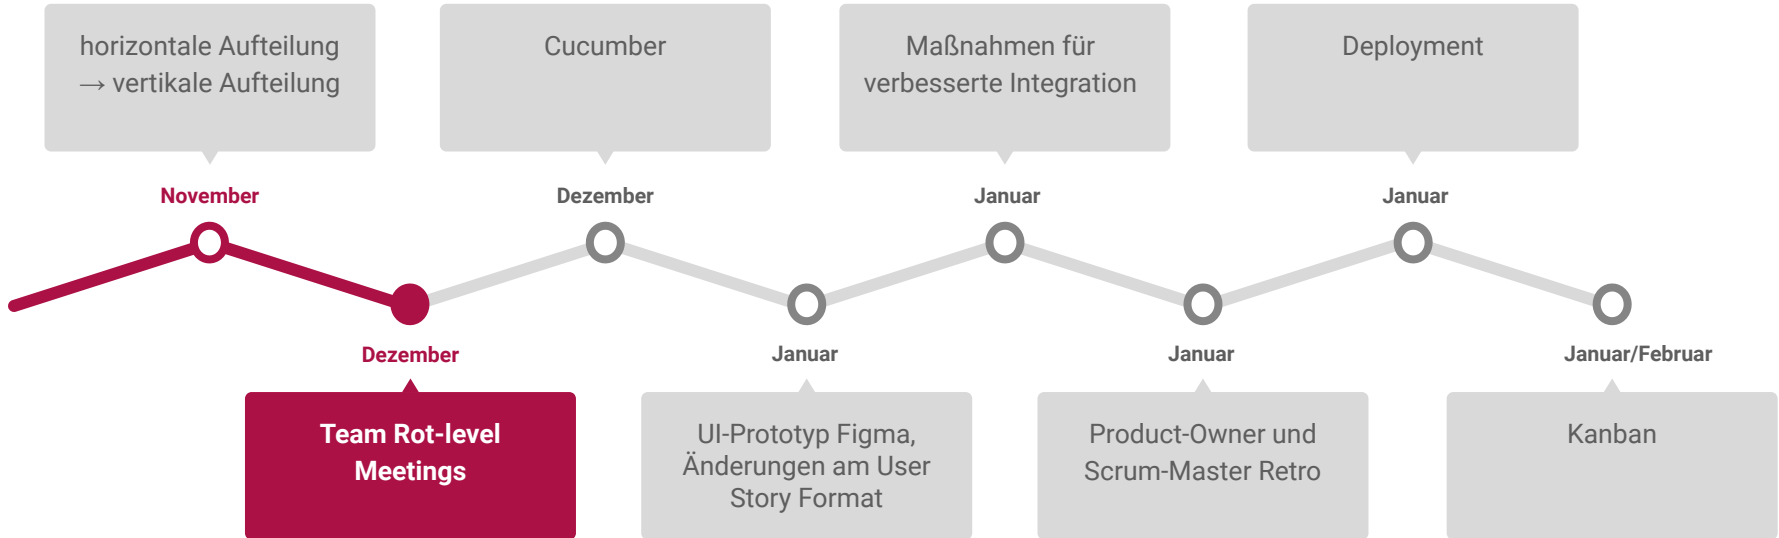 horizontale Aufteilung
→ vertikale Aufteilung
Cucumber
Maßnahmen für
verbesserte Integration
Deployment
November
Dezember
Januar
Januar
Dezember
Januar
Januar
Januar/Februar
Team Rot-level
Meetings
UI-Prototyp Figma,
Änderungen am User
Story Format
Product-Owner und
Scrum-Master Retro
Kanban